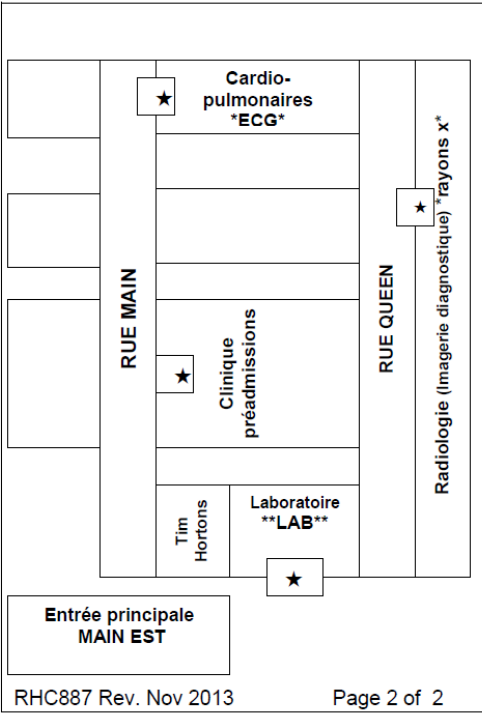 Cardio-
pulmonaires
*ECG*
RUE MAIN
RUE QUEEN
Radiologie (Imagerie diagnostique) *rayons x*
Clinique
préadmissions
Tim
Hortons
Laboratoire
**LAB**
Entrée principale
MAIN EST
RHC887 Rev. Nov 2013 Page 2 of 2